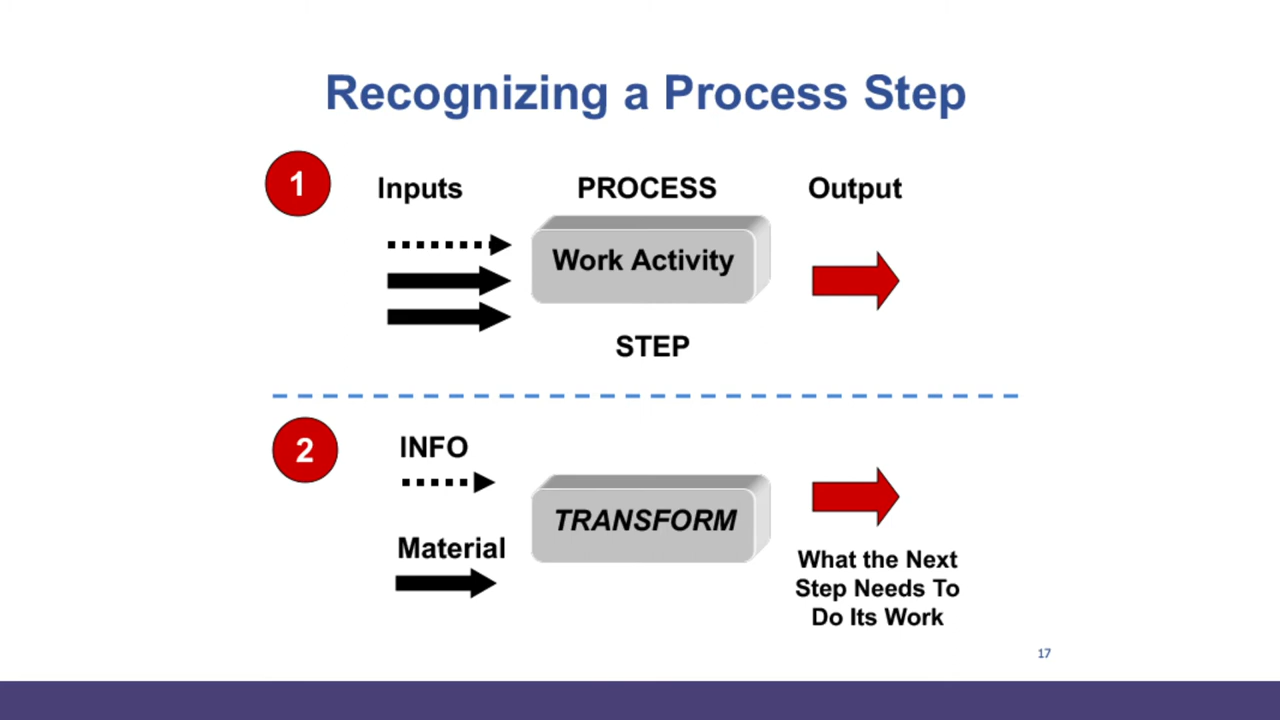 Recognizing a Process Step
1
Inputs
PROCESS
Output
Work Activity
STEP
2
INFO
TRANSFORM
Material
What the Next
Step Needs To
Do Its Work
17